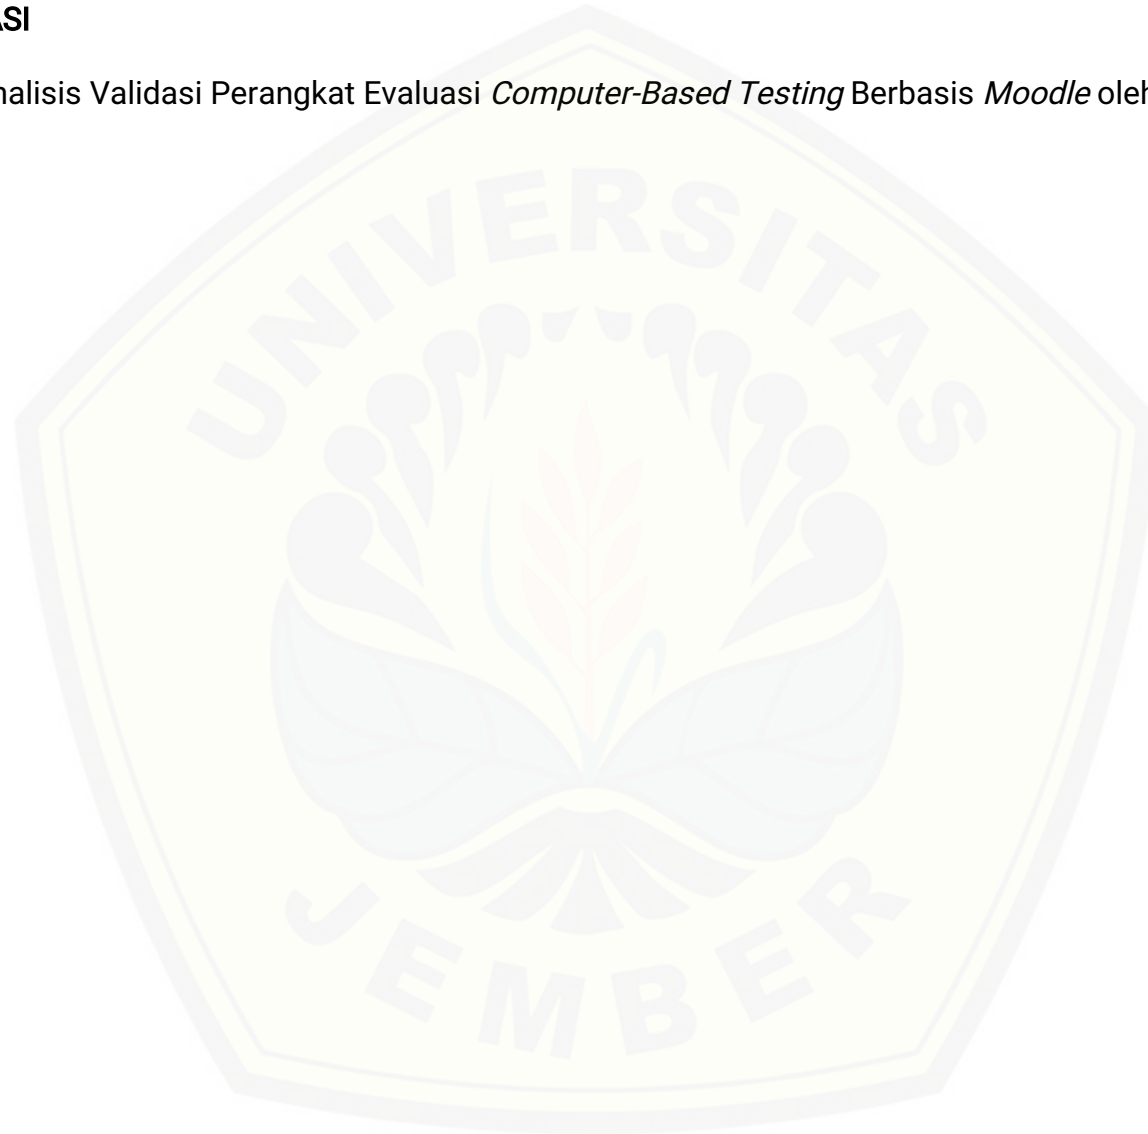 ASI
nalisis Validasi Perangkat Evaluasi Computer-Based Testing Berbasis Moodle oleh
UNIVERSITAS
JEMBER